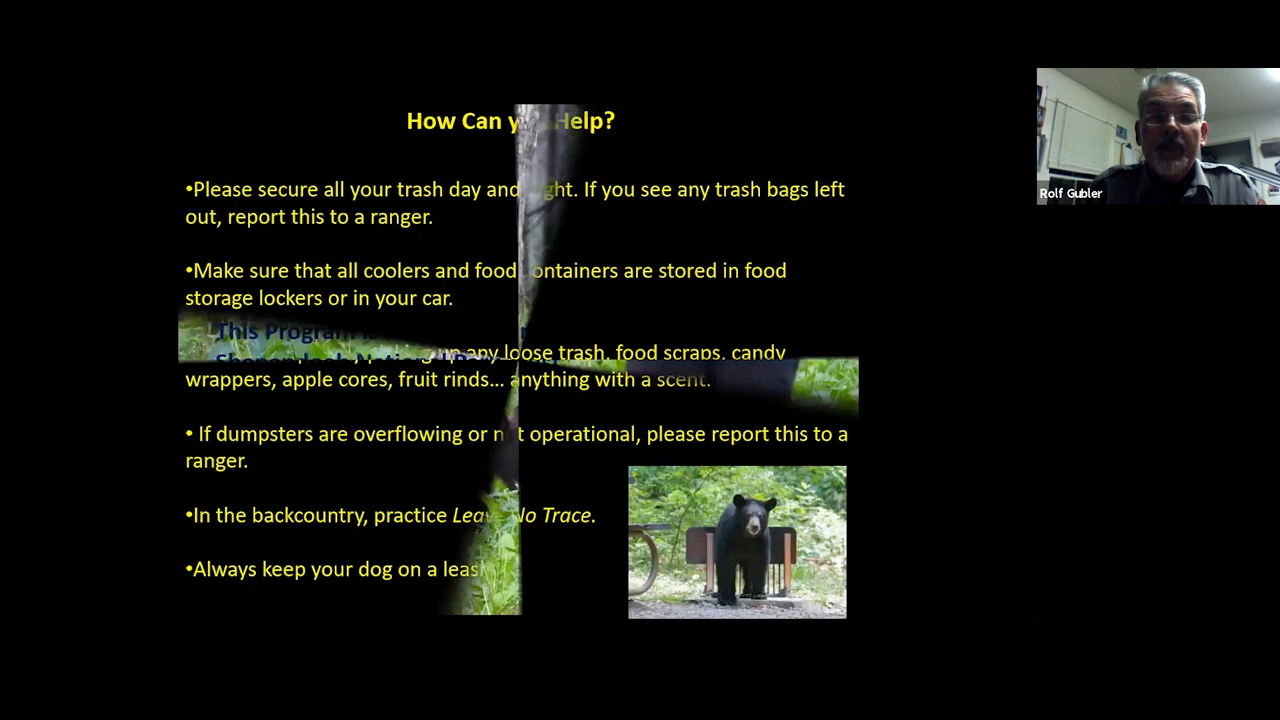 How Can y Help?
•Please secure all your trash day and ght. If you see any trash bags left
out, report this to a ranger.
•Make sure that all coolers and food ontainers are stored in food
storage lockers or in your car.
This Program
any loose trash, food scraps, candy
wrappers, apple cores, fruit rinds… anything with a scent.
• If dumpsters are overflowing or n t operational, please report this to a
ranger.
•In the backcountry, practice Leav No Trace.
•Always keep your dog on a leas
Rolf Gubler